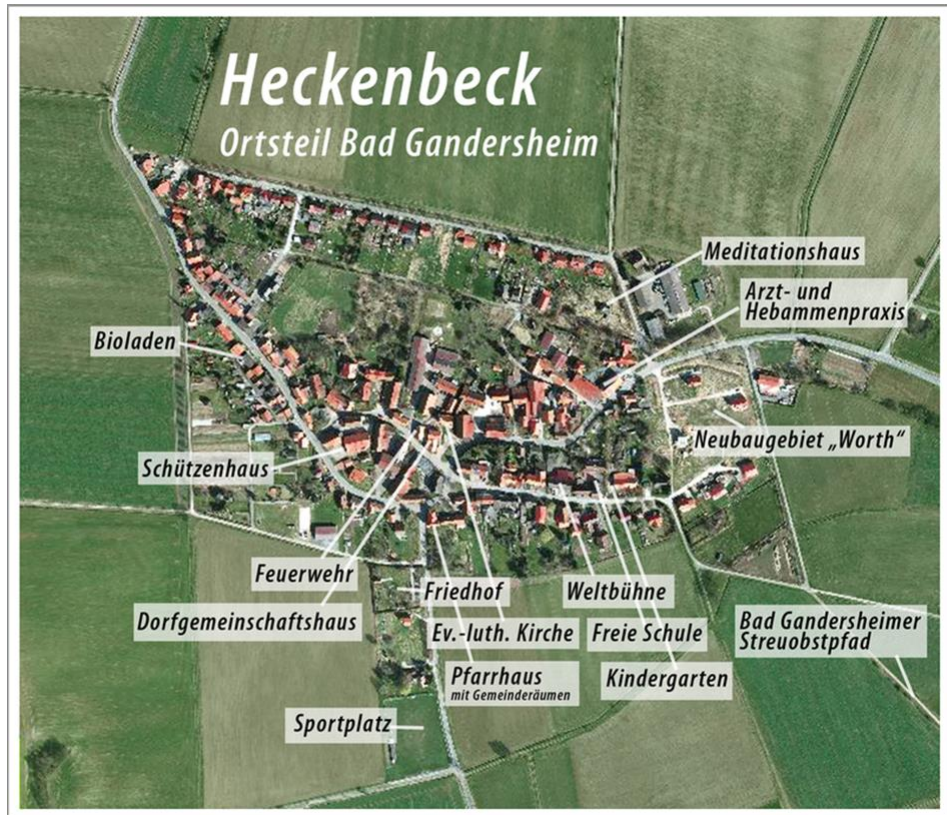 Heckenbeck
Ortsteil Bad Gandersheim
Meditationshaus
Arzt- und
Hebammenpraxis
Bioladen
Neubaugebiet „Worth“
Schützenhaus
Feuerwehr
Friedhof
Weltbühne
Dorfgemeinschaftshaus
Ev.-luth. Kirche
Freie Schule
Bad Gandersheimer
Streuobstpfad
Pfarrhaus
mit Gemeinderäumen
Kindergarten
Sportplatz